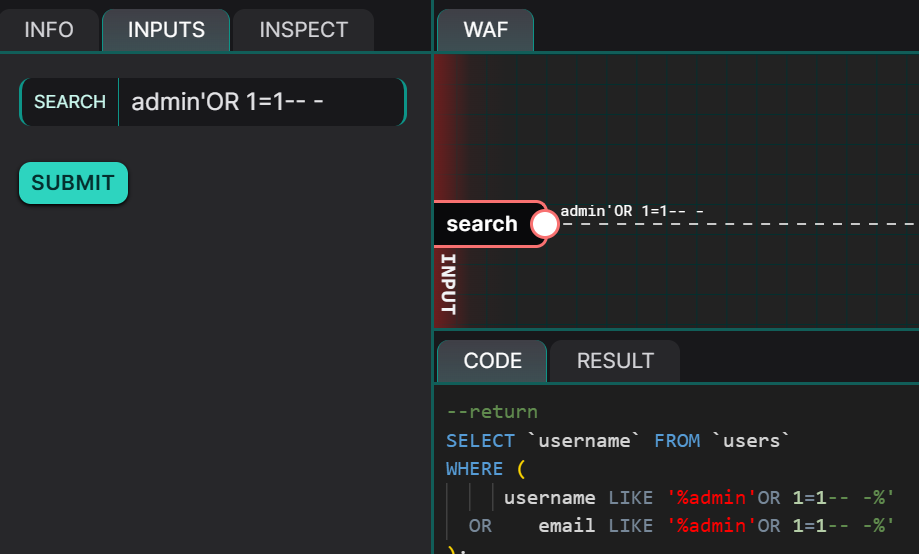 INFO INPUTS INSPECT
SEARCH admin'OR 1=1-- -
SUBMIT
WAF
admin'OR 1=1-- -
search
INPUT
CODE RESULT
--return
SELECT `username` FROM `users`
WHERE (
username LIKE '%admin'OR 1=1-- -%'
OR email LIKE '%admin'OR 1=1-- -%'
);